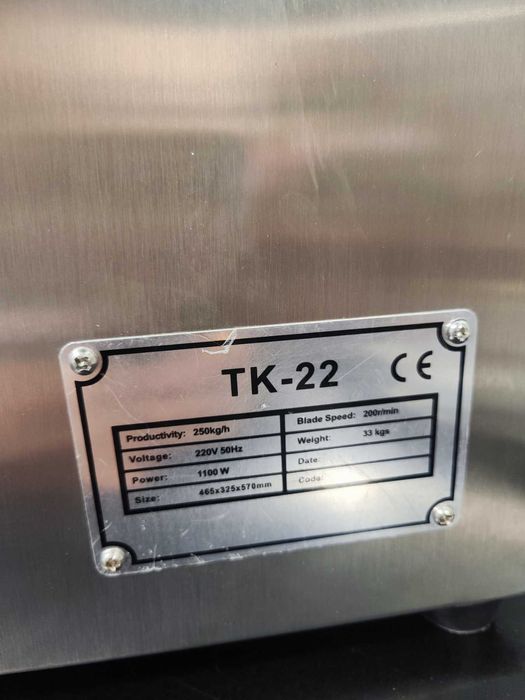 TK-22 CE
Productivity: 250kg/h
Voltage: 220V 50Hz
Power: 1100 W
Size: 465x325x570mm
Blade Speed: 200r/min
Weight: 33 kgs
Date:
Code: